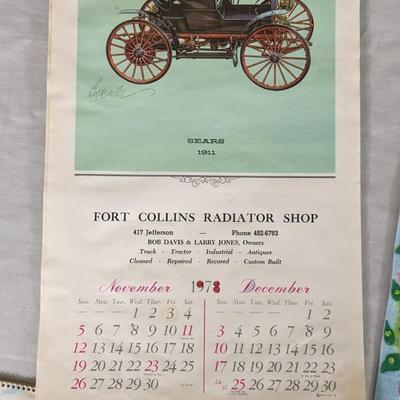 SEARS
1911
FORT COLLINS RADIATOR SHOP
417 Jefferson — Phone 482-6783
BOB DAVIS & LARRY JONES, Owners
Truck - Tractor - Industrial - Antiques
Cleaned - Repaired - Recored - Custom Built
November 1978 December
Sun. Mon. Tues. Wed. Thur. Fri. Sat. Sun. Mon. Tues. Wed. Thur. Fri. Sat.
1 2 3 4 1 2
5 6 7 8 9 10 11 3 4 5 6 7 8 9
12 13 14 15 16 17 18 10 11 12 13 14 15 16
19 20 21 22 23 24 25 17 18 19 20 21 22 23
26 27 28 29 30 24/31 25 26 27 28 29 30